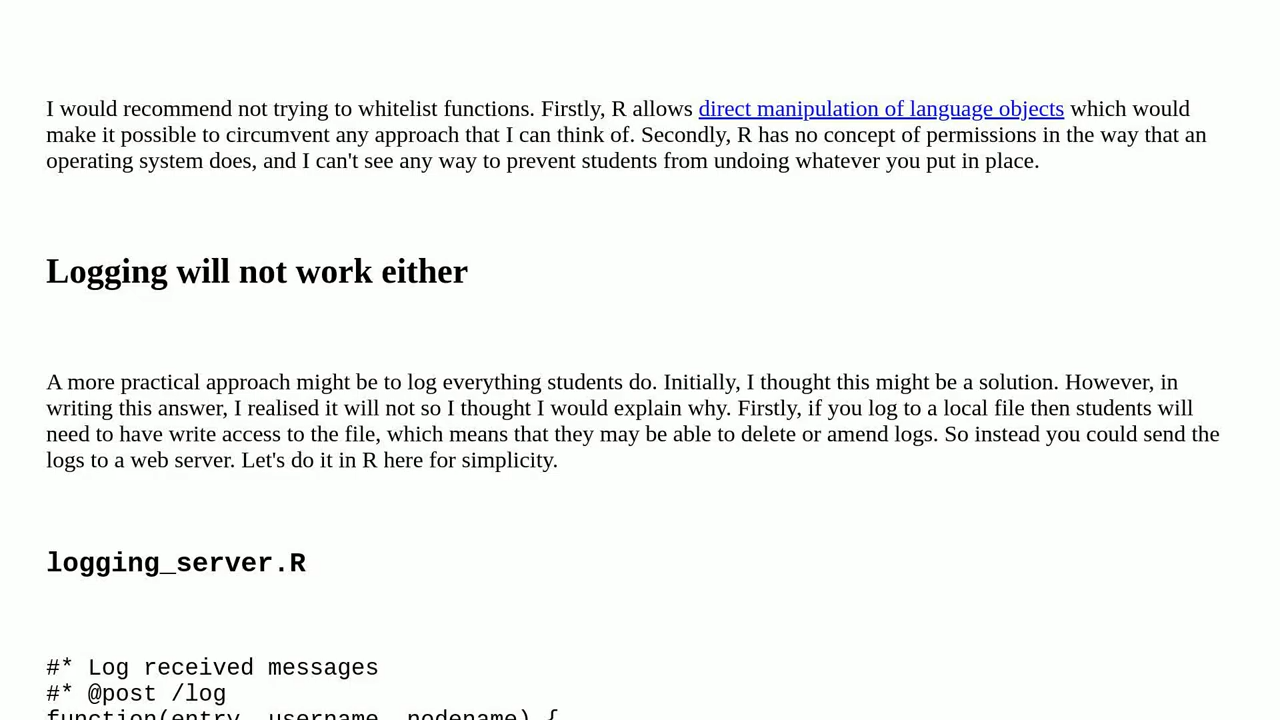 I would recommend not trying to whitelist functions. Firstly, R allows direct manipulation of language objects which would
make it possible to circumvent any approach that I can think of. Secondly, R has no concept of permissions in the way that an
operating system does, and I can't see any way to prevent students from undoing whatever you put in place.
Logging will not work either
A more practical approach might be to log everything students do. Initially, I thought this might be a solution. However, in
writing this answer, I realised it will not so I thought I would explain why. Firstly, if you log to a local file then students will
need to have write access to the file, which means that they may be able to delete or amend logs. So instead you could send the
logs to a web server. Let's do it in R here for simplicity.
logging_server.R
#* Log received messages
#* @post /log
function(entry, username, nodename) {